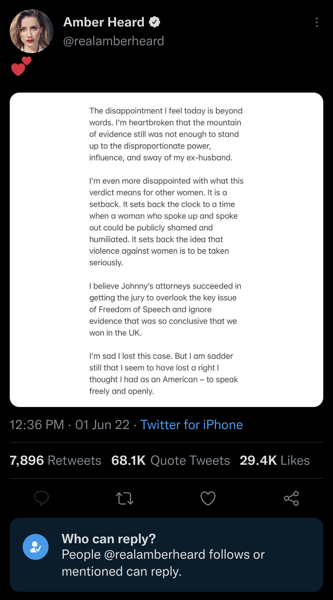 Amber Heard
@realamberheard
The disappointment I feel today is beyond
words. I'm heartbroken that the mountain
of evidence still was not enough to stand
up to the disproportionate power,
influence, and sway of my ex-husband.
I'm even more disappointed with what this
verdict means for other women. It is a
setback. It sets back the clock to a time
when a woman who spoke up and spoke
out could be publicly shamed and
humiliated. It sets back the idea that
violence against women is to be taken
seriously.
I believe Johnny's attorneys succeeded in
getting the jury to overlook the key issue
of Freedom of Speech and ignore
evidence that was so conclusive that we
won in the UK.
I'm sad I lost this case. But I am sadder
still that I seem to have lost a right I
thought I had as an American – to speak
freely and openly.
12:36 PM · 01 Jun 22 · Twitter for iPhone
7,896 Retweets 68.1K Quote Tweets 29.4K Likes
Who can reply?
People @realamberheard follows or
mentioned can reply.